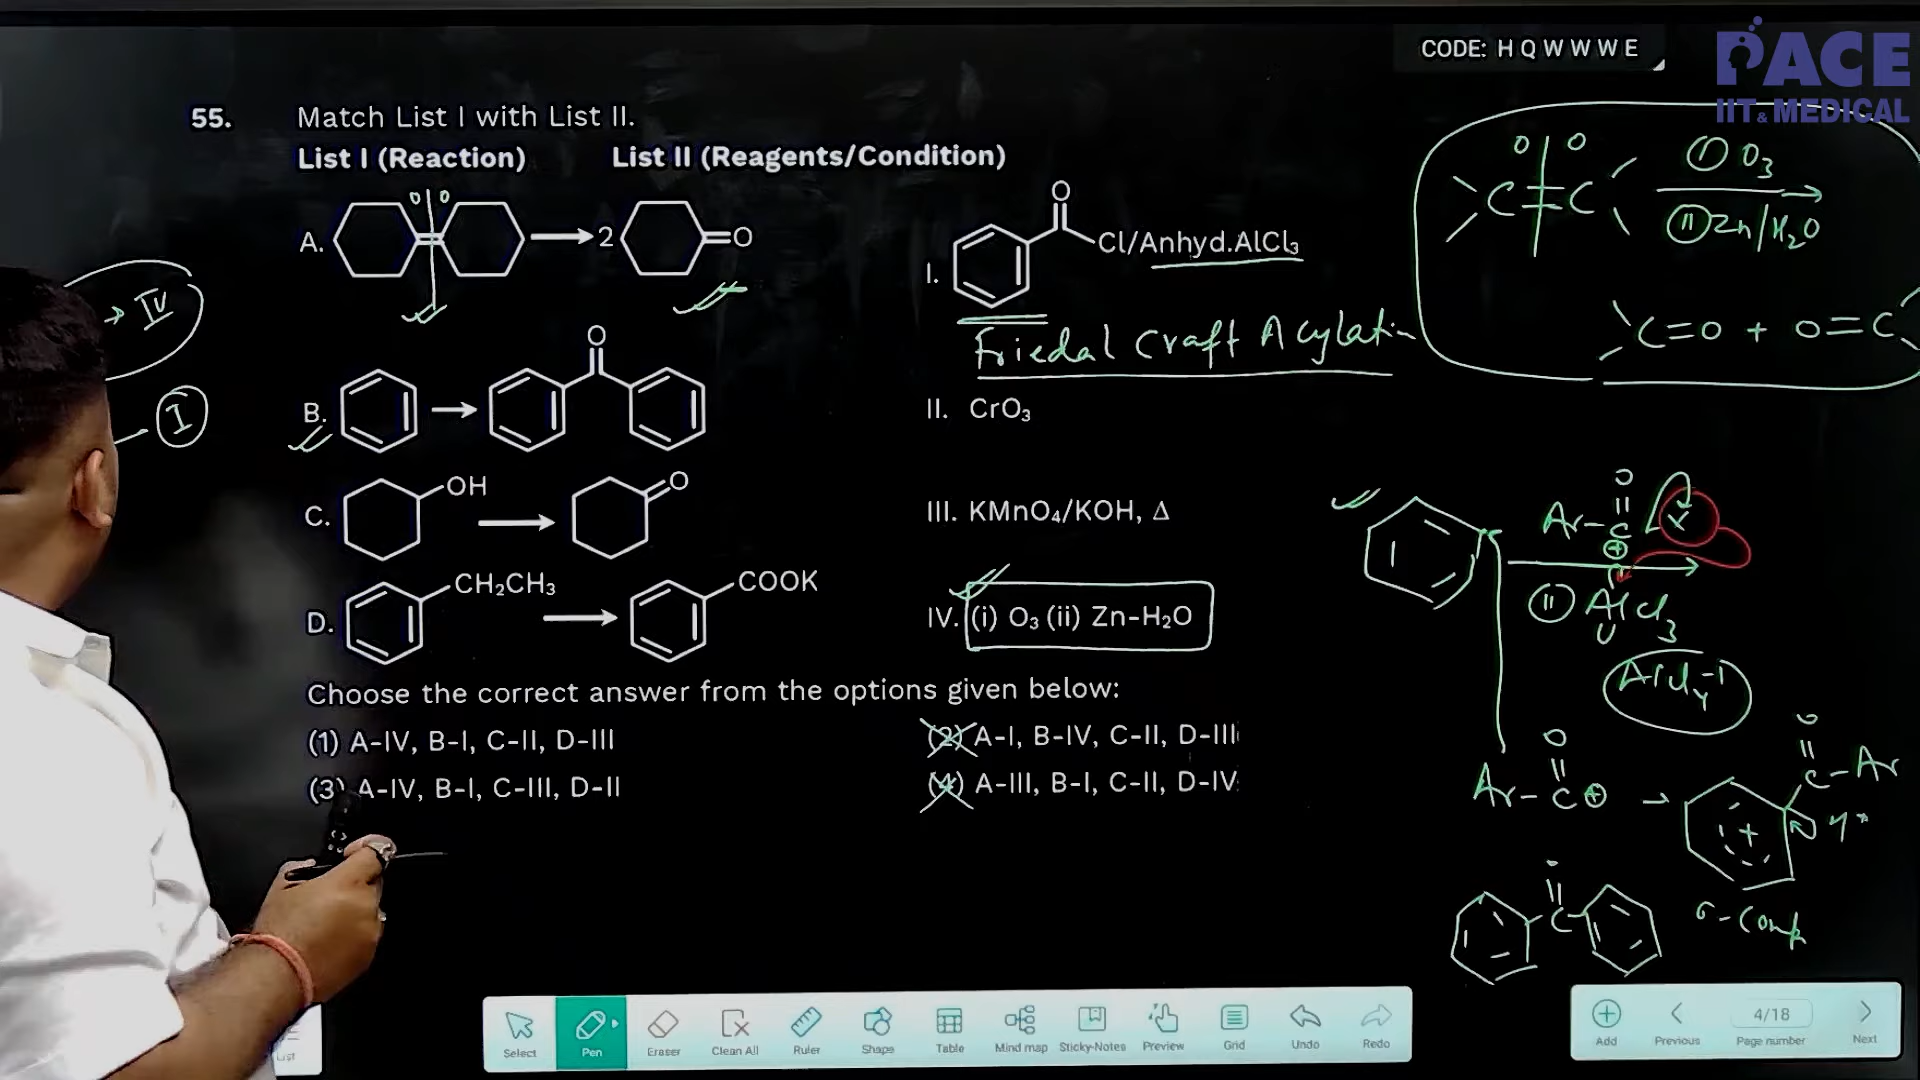 CODE: H Q W W W E
PACE
IIT & MEDICAL
55. Match List I with List II.
List I (Reaction) List II (Reagents/Condition)
A. 2 O
O O
I. O Cl/Anhyd.AlCl₃
Friedal Craft Acylati
B. O
II. CrO₃
C. OH O
III. KMnO₄/KOH, Δ
D. CH₂CH₃ COOK
IV. (i) O₃ (ii) Zn-H₂O
Choose the correct answer from the options given below:
(1) A-IV, B-I, C-II, D-III
(2) A-I, B-IV, C-II, D-III
(3) A-IV, B-I, C-III, D-II
(4) A-III, B-I, C-II, D-IV
→ IV
– I
O O
C=C
I O₃
II Zn/H₂O
C=O + O=C
O
Ar–C X
⊕
II AlCl₃
O
Ar–C⊕ →
O
C–Ar
+
O
C
σ-Comp
Select
Pen
Eraser
Clean All
Ruler
Shape
Table
Mind map
Sticky-Notes
Preview
Grid
Undo
Redo
Add
Previous
4/18
Page number
Next
List